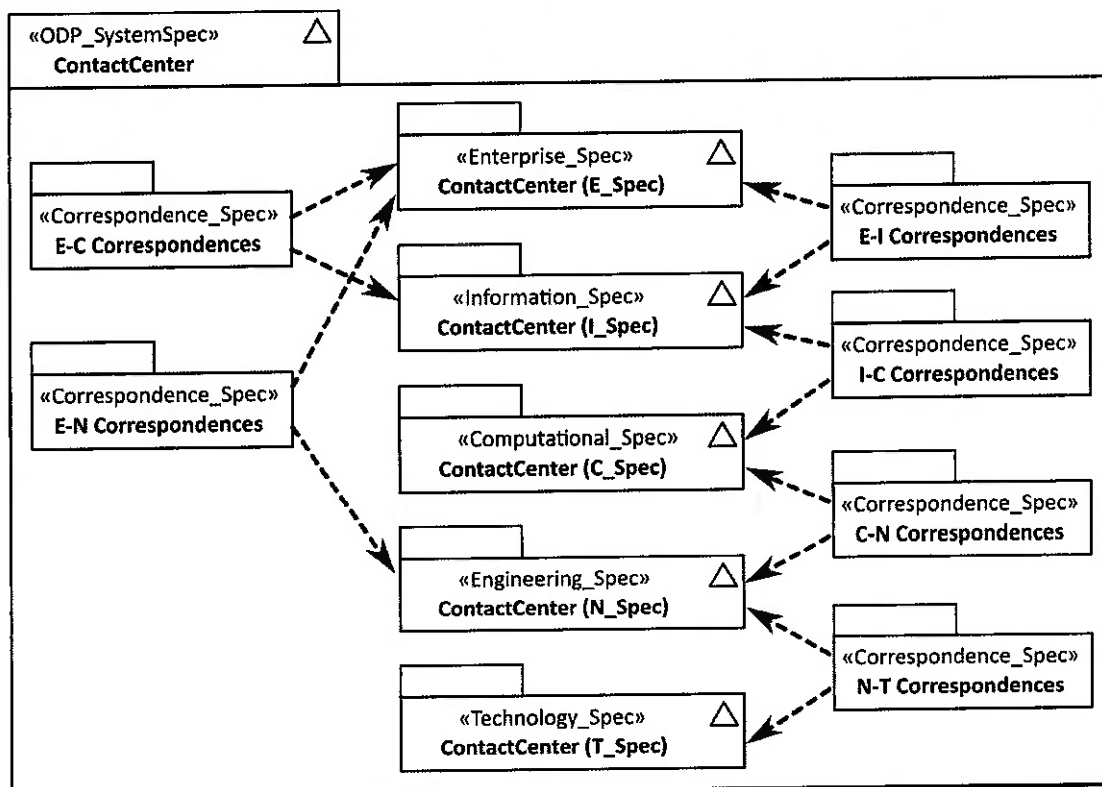 «ODP_SystemSpec»
ContactCenter
«Enterprise_Spec»
ContactCenter (E_Spec)
«Correspondence_Spec»
E-C Correspondences
«Correspondence_Spec»
E-I Correspondences
«Information_Spec»
ContactCenter (I_Spec)
«Correspondence_Spec»
E-N Correspondences
«Correspondence_Spec»
I-C Correspondences
«Computational_Spec»
ContactCenter (C_Spec)
«Correspondence_Spec»
C-N Correspondences
«Engineering_Spec»
ContactCenter (N_Spec)
«Correspondence_Spec»
N-T Correspondences
«Technology_Spec»
ContactCenter (T_Spec)